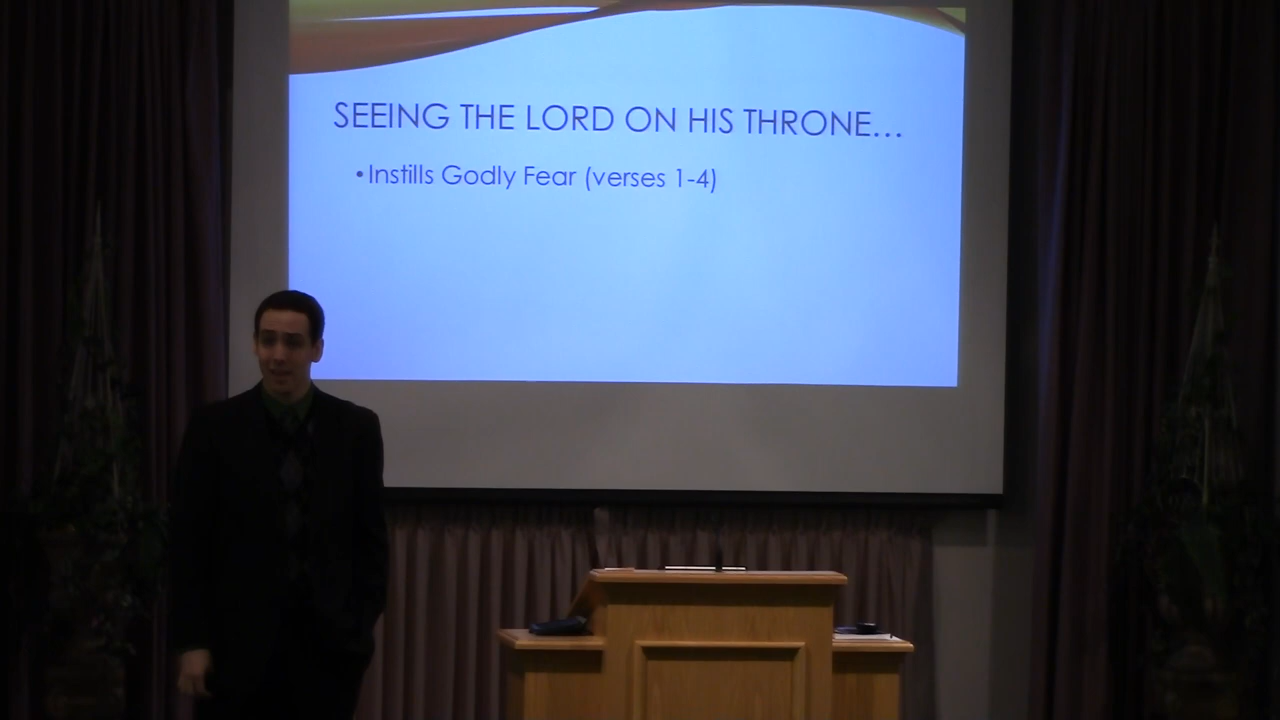 SEEING THE LORD ON HIS THRONE…
•Instills Godly Fear (verses 1-4)